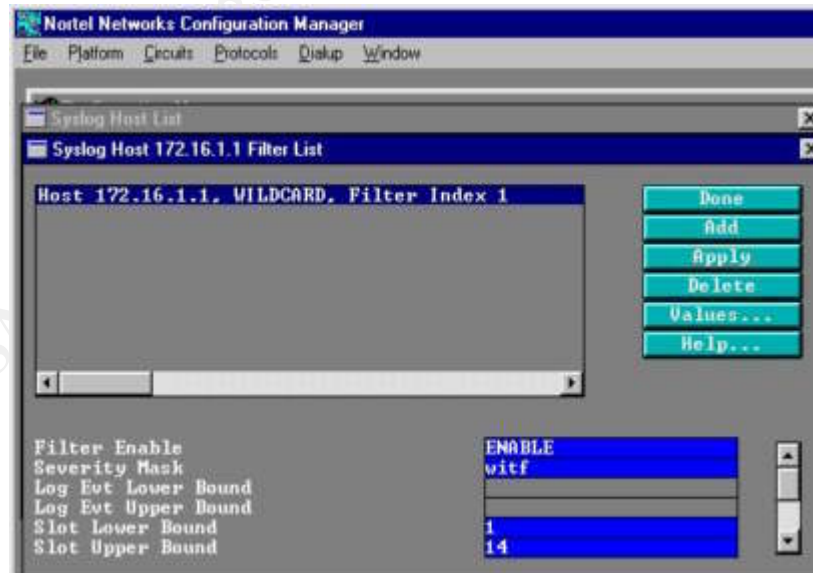 Nortel Networks Configuration Manager
File Platform Circuits Protocols Dialup Window
Syslog Host List
Syslog Host 172.16.1.1 Filter List
Host 172.16.1.1, WILDCARD, Filter Index 1
Done
Add
Apply
Delete
Values...
Help...
Filter Enable ENABLE
Severity Mask witf
Log Evt Lower Bound
Log Evt Upper Bound
Slot Lower Bound 1
Slot Upper Bound 14